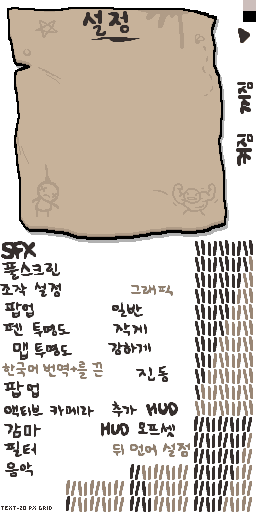 설정
SFX
풀스크린
조작 설정
그래픽
팝업
일반
펜 투명도
작게
맵 투명도
강하게
한국어 번역+를 끈
진동
팝업
액티브 카메라
추가 HUD
감마
HUD 오프셋
필터
뒤 먼어 설정
음악
TEXT-20 PX GRID